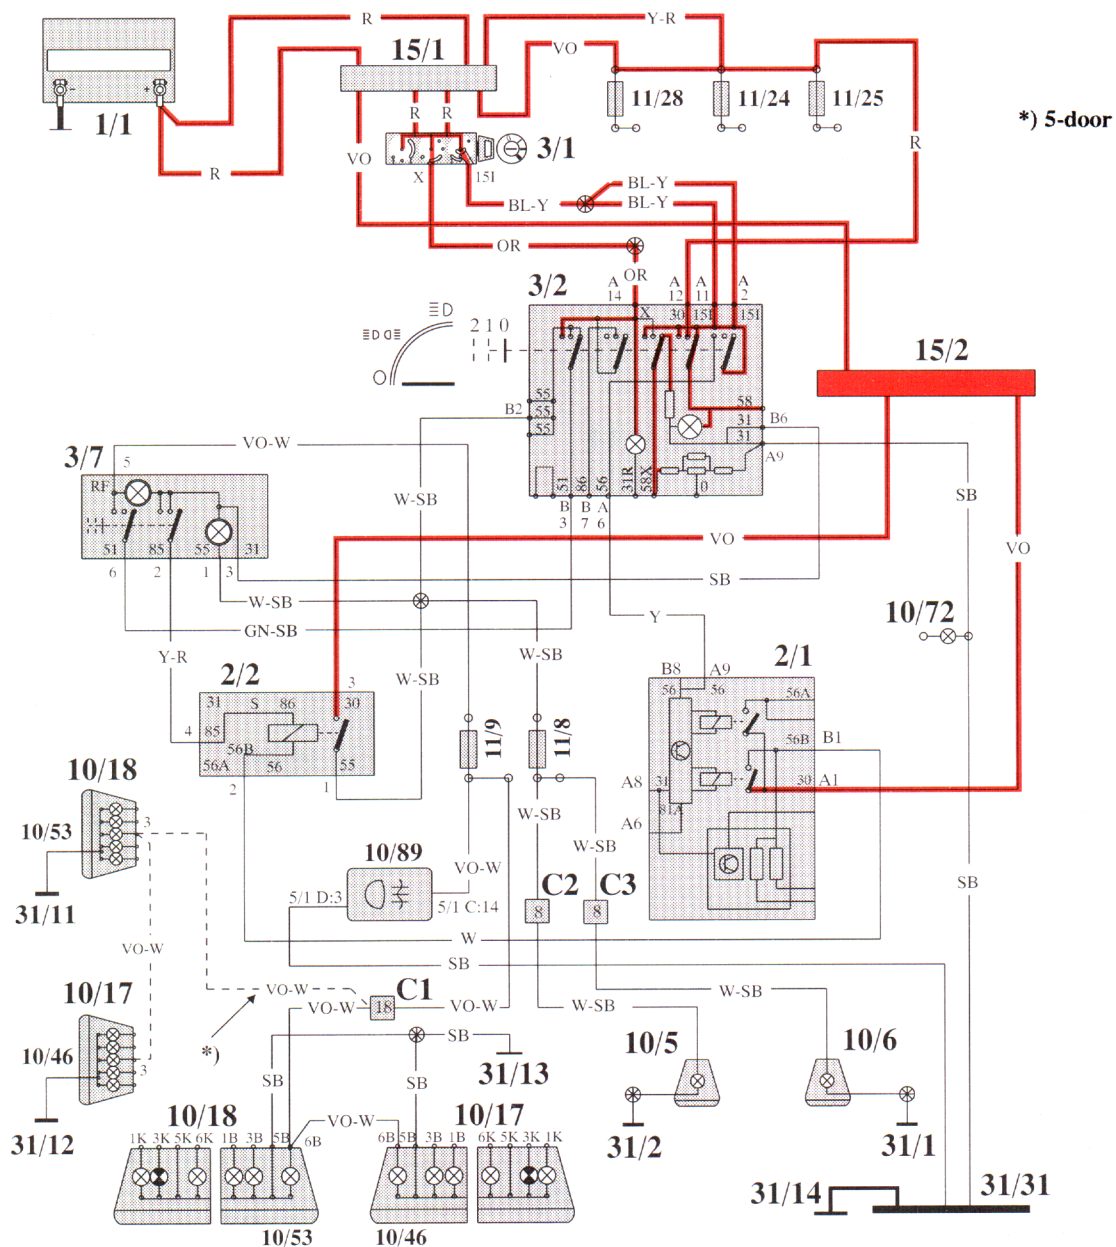 R
Y-R
15/1
VO
- +
1/1
11/28
11/24
11/25
*) 5-door
R R
3/1
R
VO
R
X
15I
BL-Y
BL-Y
BL-Y
OR
OR
3/2
A
14
A
12
A
11
A
2
X
30
15I
15I
2 1 0
15/2
55
B2
55
55
58
31
B6
31
A9
VO-W
3/7
5
RF
W-SB
51
86
56
31R
58X
0
B
3
B
7
A
6
SB
VO
VO
51
85
55
31
6
2
1
3
SB
W-SB
10/72
GN-SB
Y
Y-R
W-SB
W-SB
2/2
3
2/1
B8
A9
56
56
56A
31
S
86
30
4
85
56B
56A
56
55
2
1
11/9
11/8
56B
B1
A8
31
30
A1
81A
A6
10/18
10/53
3
31/11
W-SB
W-SB
10/89
VO-W
5/1 D:3
5/1 C:14
C2
C3
8
8
SB
W
VO-W
SB
10/17
VO-W
VO-W
18
C1
VO-W
W-SB
W-SB
*)
10/46
3
31/12
SB
31/13
10/5
10/6
SB
SB
31/2
31/1
10/18
VO-W
10/17
1K 3K 5K 6K
1B 3B 5B 6B
6B 5B 3B 1B
6K 5K 3K 1K
31/14
31/31
10/53
10/46